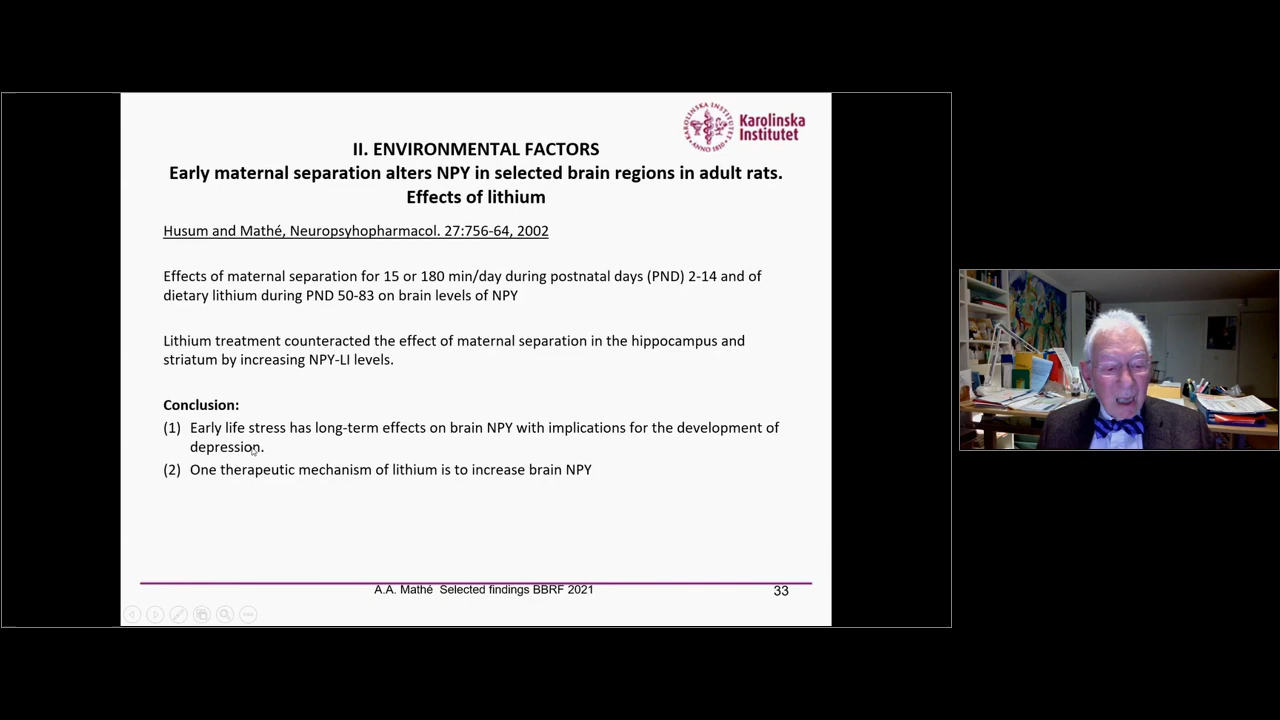 Karolinska
Institutet
KAROLINSKA INSTITUTET
ANNO 1810
II. ENVIRONMENTAL FACTORS
Early maternal separation alters NPY in selected brain regions in adult rats.
Effects of lithium
Husum and Mathé, Neuropsyhopharmacol. 27:756-64, 2002
Effects of maternal separation for 15 or 180 min/day during postnatal days (PND) 2-14 and of
dietary lithium during PND 50-83 on brain levels of NPY
Lithium treatment counteracted the effect of maternal separation in the hippocampus and
striatum by increasing NPY-LI levels.
Conclusion:
(1) Early life stress has long-term effects on brain NPY with implications for the development of
depression.
(2) One therapeutic mechanism of lithium is to increase brain NPY
A.A. Mathé Selected findings BBRF 2021
33